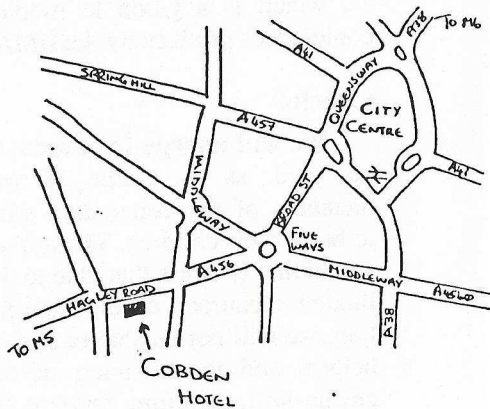 A38
TO M6
A41
QUEENSWAY
SPRING HILL
CITY
CENTRE
A457
A47
MIDDLEWAY
BROAD ST
FIVE
WAYS
A456
MIDDLEWAY
HAGLEY ROAD
A4540
A38
TO M5
COBDEN
HOTEL